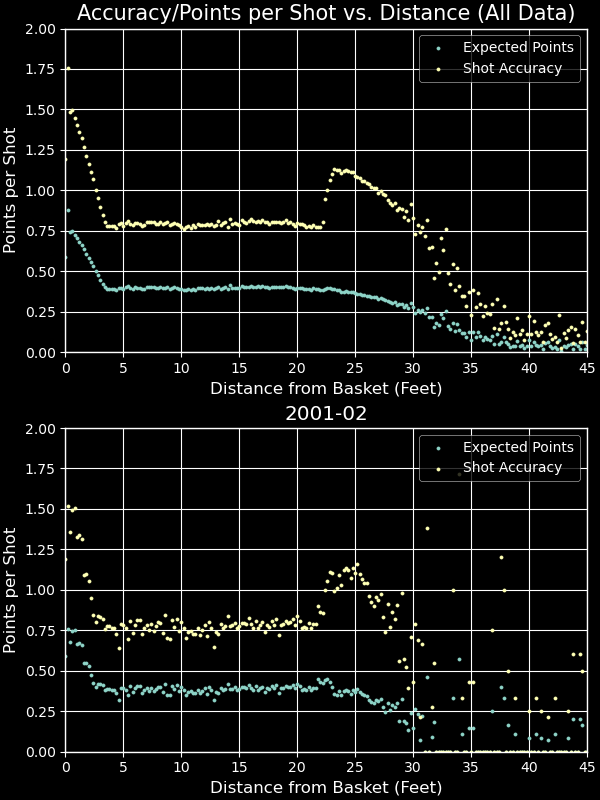 Accuracy/Points per Shot vs. Distance (All Data)
2.00
1.75
1.50
1.25
1.00
0.75
0.50
0.25
0.00
Points per Shot
Expected Points
Shot Accuracy
0 5 10 15 20 25 30 35 40 45
Distance from Basket (Feet)
2001-02
2.00
1.75
1.50
1.25
1.00
0.75
0.50
0.25
0.00
Points per Shot
Expected Points
Shot Accuracy
0 5 10 15 20 25 30 35 40 45
Distance from Basket (Feet)